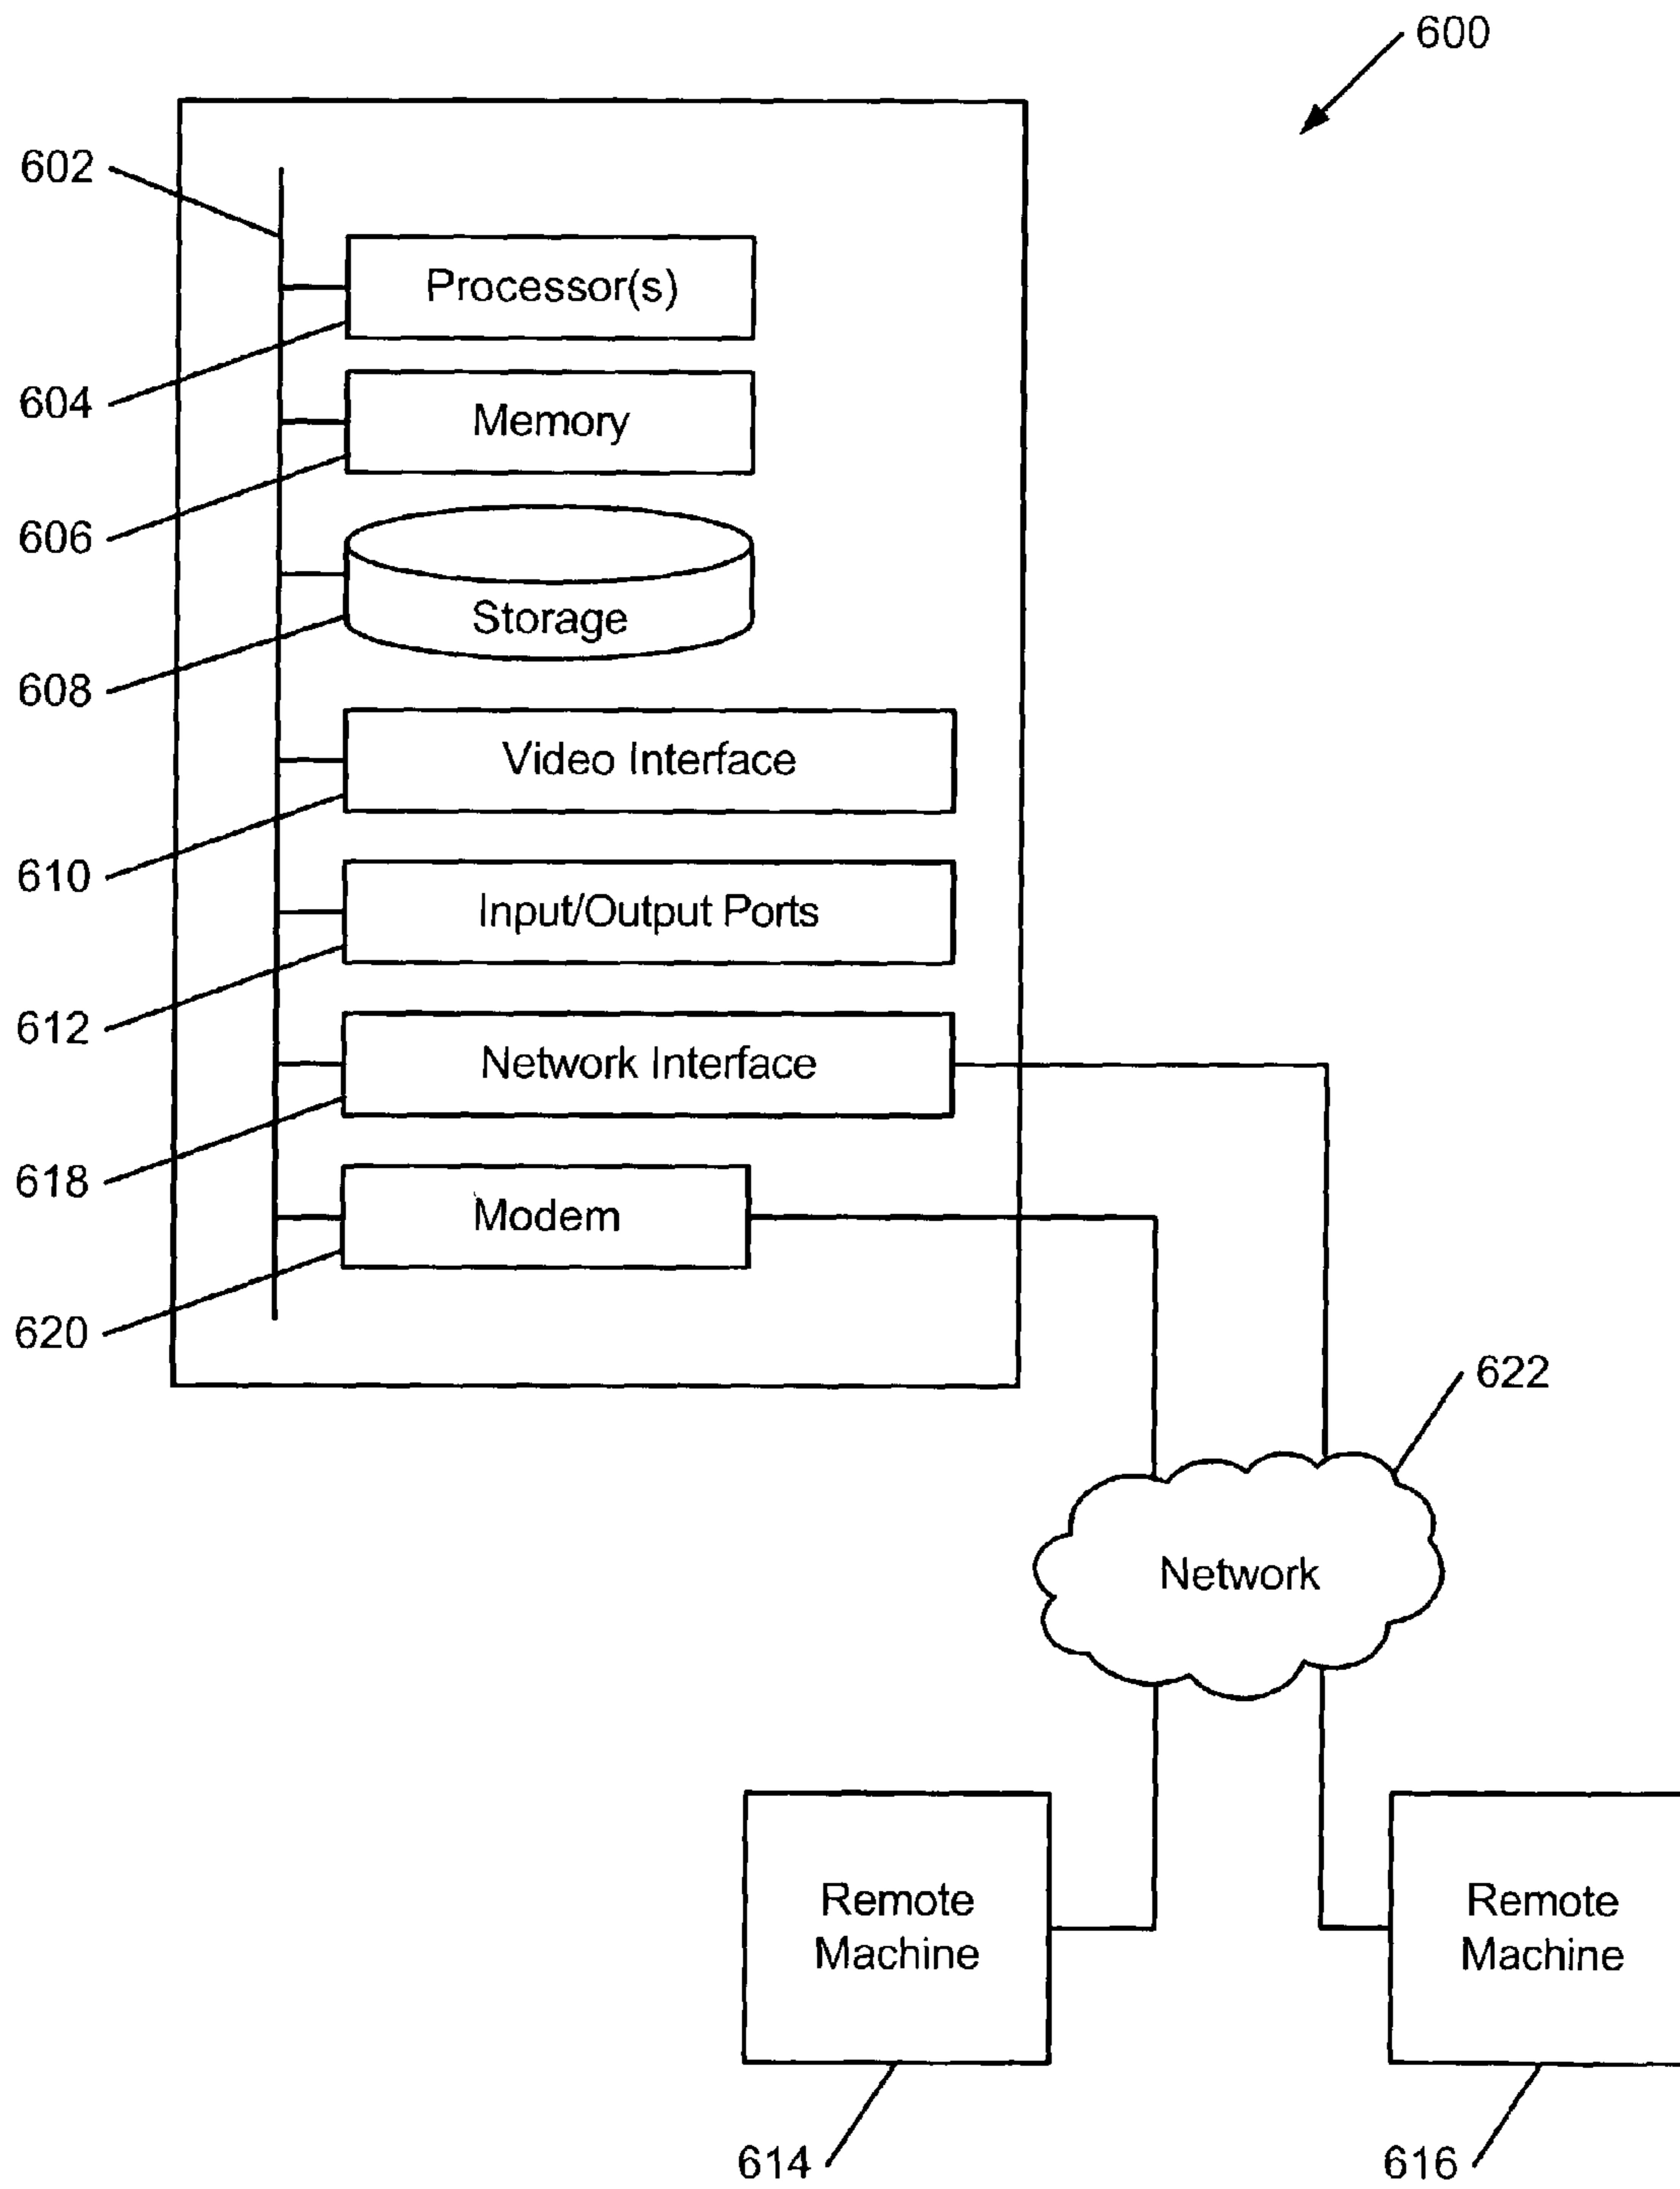 600
602
Processor(s)
604
Memory
606
Storage
608
Video Interface
610
Input/Output Ports
612
Network Interface
618
Modem
620
622
Network
Remote
Machine
Remote
Machine
614
616